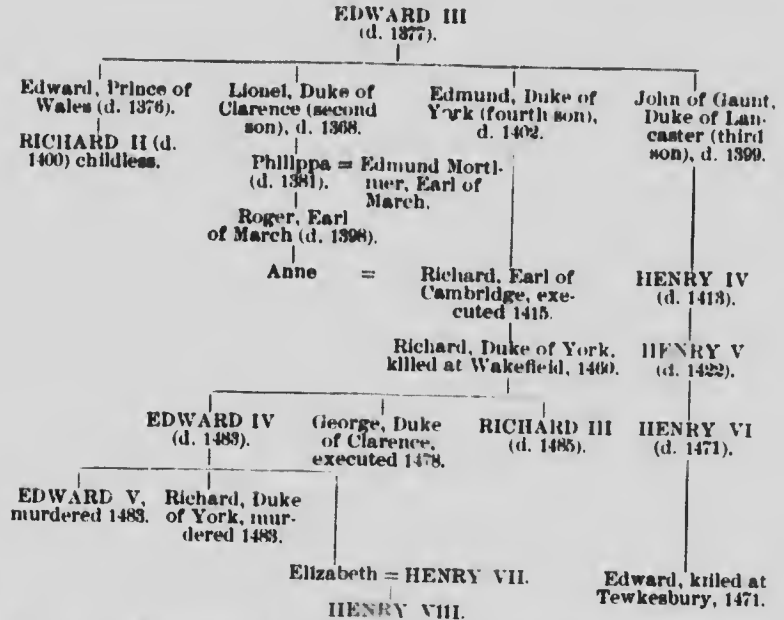 EDWARD III
(d. 1377).
Edward, Prince of
Wales (d. 1376).
RICHARD II (d.
1400) childless.
Lionel, Duke of
Clarence (second
son), d. 1368.
Philippa = Edmund Morti-
(d. 1381). mer, Earl of
March.
Roger, Earl
of March (d. 1398).
Anne =
Edmund, Duke of
York (fourth son),
d. 1402.
Richard, Earl of
Cambridge, exe-
cuted 1415.
Richard, Duke of York,
killed at Wakefield, 1460.
John of Gaunt,
Duke of Lan-
caster (third
son), d. 1399.
HENRY IV
(d. 1413).
HENRY V
(d. 1422).
HENRY VI
(d. 1471).
Edward, killed at
Tewkesbury, 1471.
EDWARD IV
(d. 1483).
George, Duke
of Clarence,
executed 1478.
RICHARD III
(d. 1485).
EDWARD V,
murdered 1483.
Richard, Duke
of York, mur-
dered 1483.
Elizabeth = HENRY VII.
HENRY VIII.